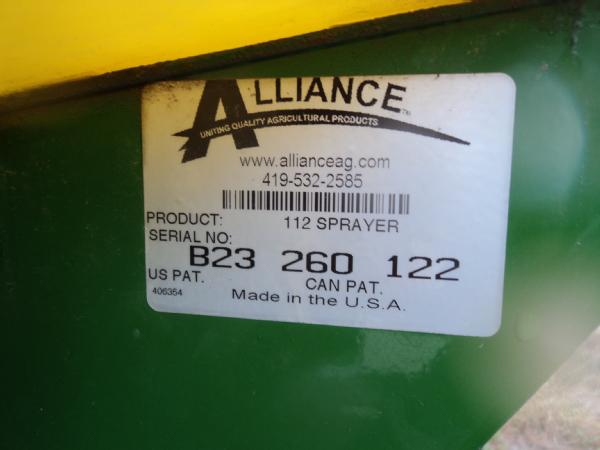 ALLIANCE™
UNITING QUALITY AGRICULTURAL PRODUCTS
www.allianceag.com
419-532-2585
PRODUCT: 112 SPRAYER
SERIAL NO:
B23 260 122
US PAT. CAN PAT.
406354 Made in the U.S.A.